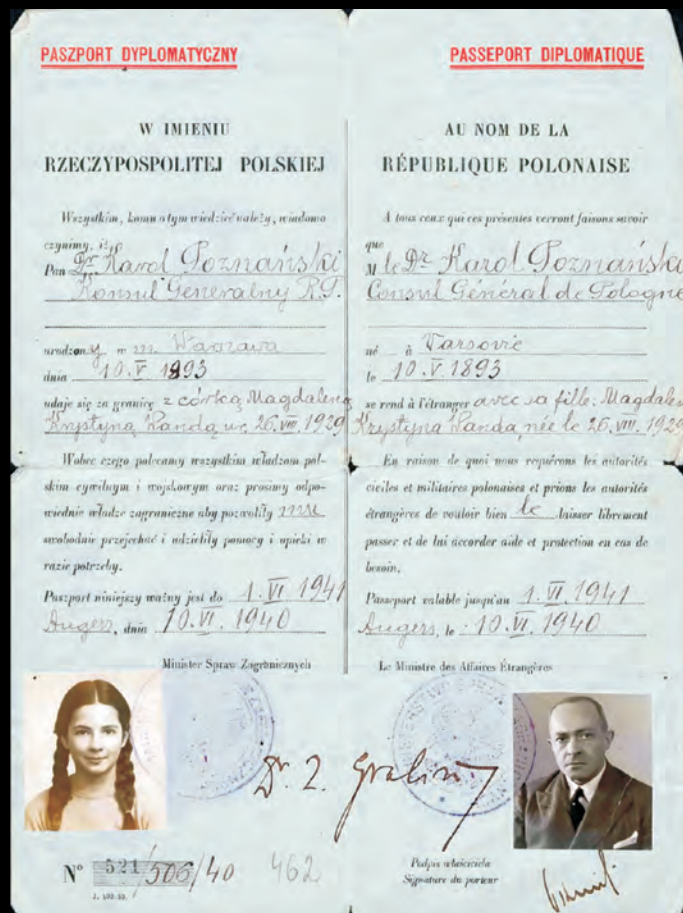 PASZPORT DYPLOMATYCZNY
W IMIENIU
RZECZYPOSPOLITEJ POLSKIEJ
Wszystkim, komu o tym wiedzieć należy, wiadomo
czynimy, iż
Pan Dr. Karol Poznański
Konsul Generalny R.P.
urodzony w m. Warszawa
dnia 10.V.1893
udaje się za granicę z córką Magdaleną
Krystyną Wandą ur. 26.VIII.1929
Wobec czego polecamy wszystkim władzom pol-
skim cywilnym i wojskowym oraz prosimy odpo-
wiednie władze zagraniczne aby pozwoliły mu
swobodnie przejechać i udzieliły pomocy i opieki w
razie potrzeby.
Paszport niniejszy ważny jest do 1.VI.1941
Angers, dnia 10.VI.1940
Minister Spraw Zagranicznych
PASSEPORT DIPLOMATIQUE
AU NOM DE LA
RÉPUBLIQUE POLONAISE
A tous ceux qui ces présentes verront faisons savoir
que
M le Dr Karol Poznański
Consul Général de Pologne
né à Varsovie
le 10.V.1893
se rend à l'étranger avec sa fille: Magdalen
Krystyna Wanda, née le 26.VIII.1929
En raison de quoi nous requérons les autorités
civiles et militaires polonaises et prions les autorités
étrangères de vouloir bien le laisser librement
passer et de lui accorder aide et protection en cas de
besoin.
Passeport valable jusqu'au 1.VI.1941
Angers, le 10.VI.1940
Le Ministre des Affaires Étrangères
Dr. Z.
Nº 521/506/40 462
Podpis właściciela
Signature du porteur